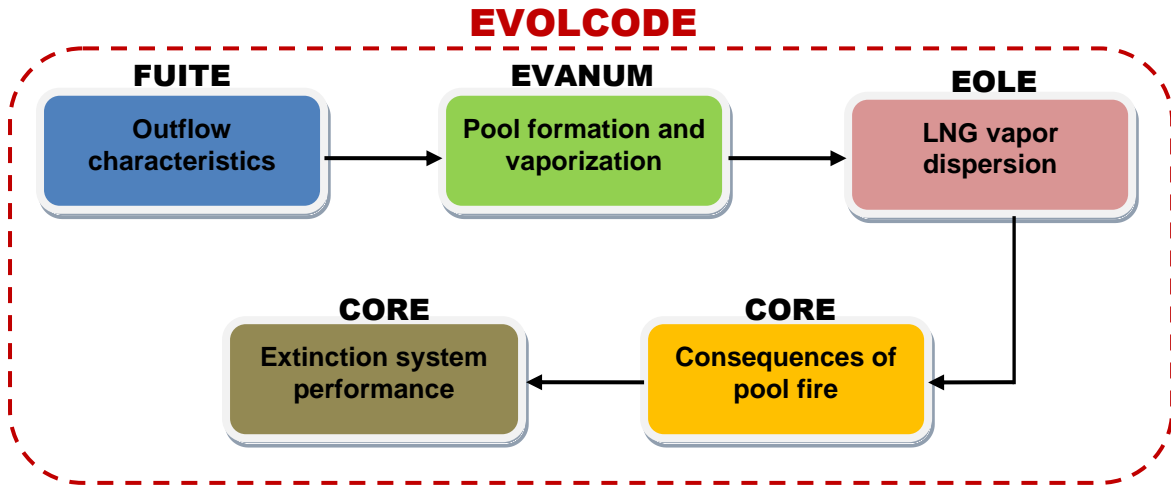 EVOLCODE
FUITE
Outflow
characteristics
EVANUM
Pool formation and
vaporization
EOLE
LNG vapor
dispersion
CORE
Consequences of
pool fire
CORE
Extinction system
performance